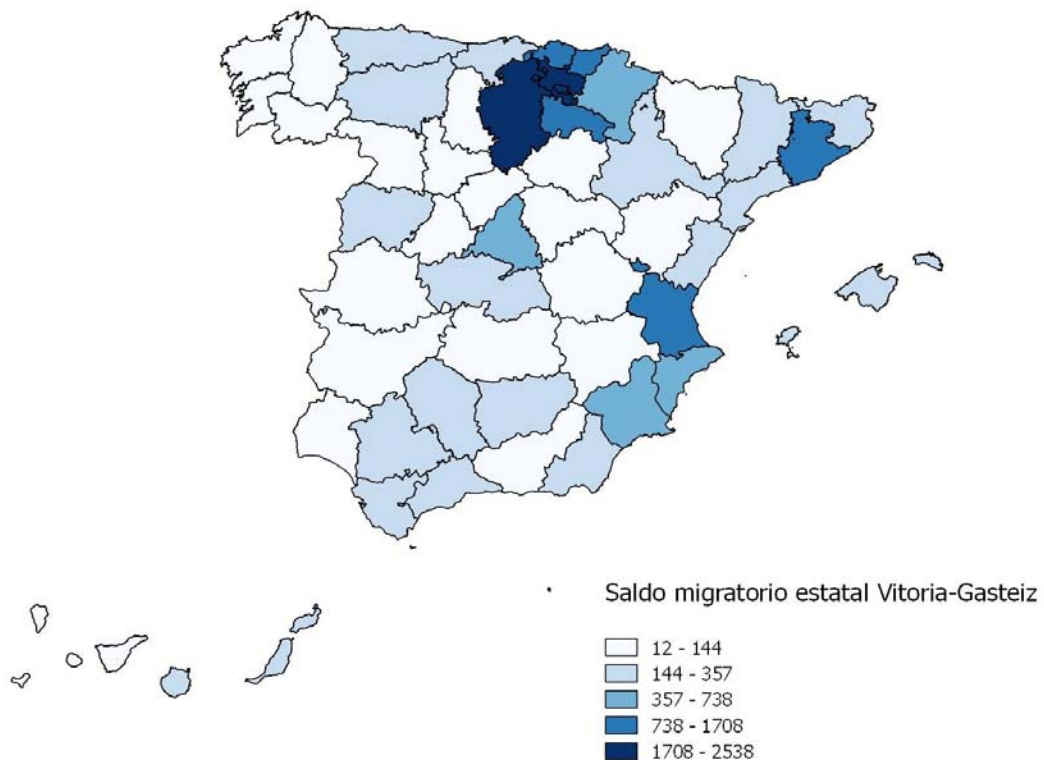 Saldo migratorio estatal Vitoria-Gasteiz
12 - 144
144 - 357
357 - 738
738 - 1708
1708 - 2538